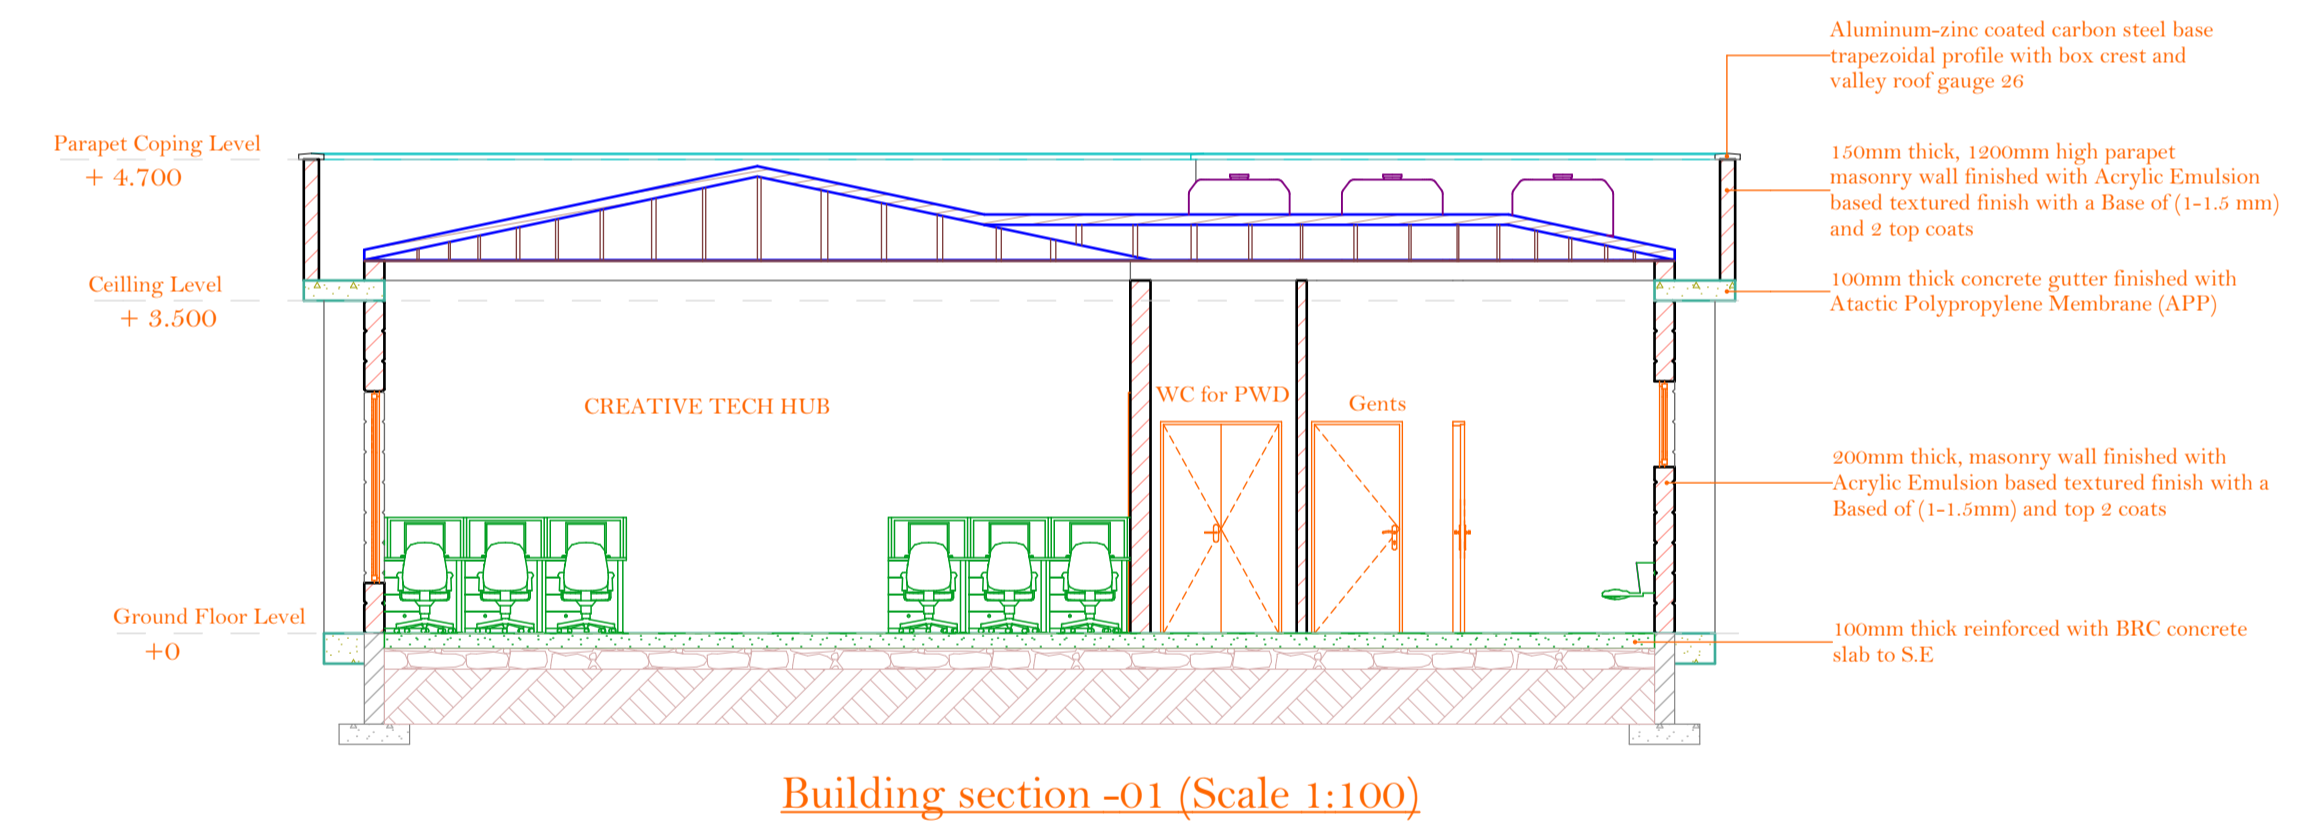 Aluminum-zinc coated carbon steel base
trapezoidal profile with box crest and
valley roof gauge 26
Parapet Coping Level
+ 4.700
150mm thick, 1200mm high parapet
masonry wall finished with Acrylic Emulsion
based textured finish with a Base of (1-1.5 mm)
and 2 top coats
Ceilling Level
+ 3.500
100mm thick concrete gutter finished with
Atactic Polypropylene Membrane (APP)
CREATIVE TECH HUB
WC for PWD
Gents
200mm thick, masonry wall finished with
Acrylic Emulsion based textured finish with a
Based of (1-1.5mm) and top 2 coats
Ground Floor Level
+0
100mm thick reinforced with BRC concrete
slab to S.E
Building section -01 (Scale 1:100)